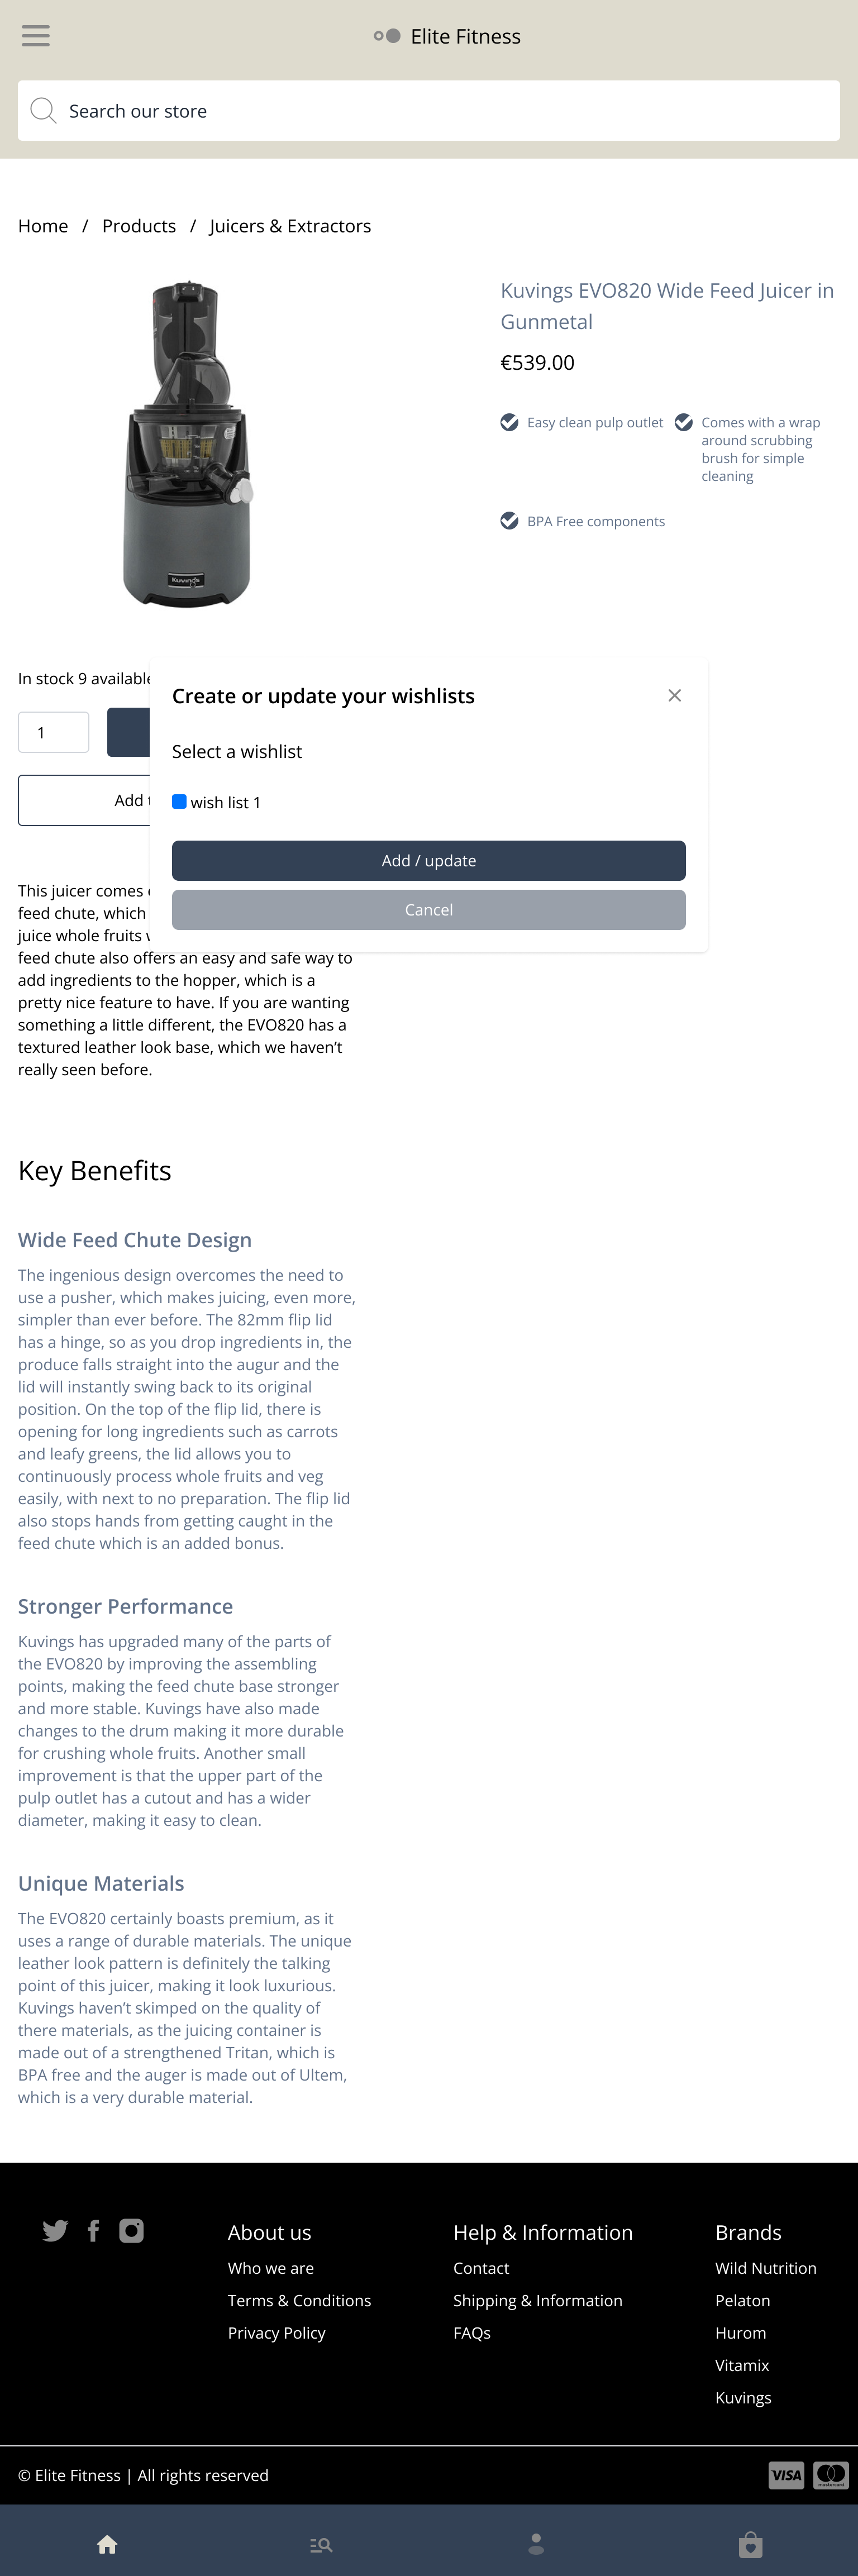 Elite Fitness
Search our store
Home / Products / Juicers & Extractors
Kuvings EVO820 Wide Feed Juicer in
Gunmetal
€539.00
Easy clean pulp outlet
Comes with a wrap
around scrubbing
brush for simple
cleaning
BPA Free components
Kuvings
In stock 9 available
1
Add
Create or update your wishlists
Select a wishlist
wish list 1
Add / update
Cancel
This juicer comes
feed chute, which
juice whole fruits
feed chute also offers an easy and safe way to
add ingredients to the hopper, which is a
pretty nice feature to have. If you are wanting
something a little different, the EVO820 has a
textured leather look base, which we haven’t
really seen before.
Key Benefits
Wide Feed Chute Design
The ingenious design overcomes the need to
use a pusher, which makes juicing, even more,
simpler than ever before. The 82mm flip lid
has a hinge, so as you drop ingredients in, the
produce falls straight into the augur and the
lid will instantly swing back to its original
position. On the top of the flip lid, there is
opening for long ingredients such as carrots
and leafy greens, the lid allows you to
continuously process whole fruits and veg
easily, with next to no preparation. The flip lid
also stops hands from getting caught in the
feed chute which is an added bonus.
Stronger Performance
Kuvings has upgraded many of the parts of
the EVO820 by improving the assembling
points, making the feed chute base stronger
and more stable. Kuvings have also made
changes to the drum making it more durable
for crushing whole fruits. Another small
improvement is that the upper part of the
pulp outlet has a cutout and has a wider
diameter, making it easy to clean.
Unique Materials
The EVO820 certainly boasts premium, as it
uses a range of durable materials. The unique
leather look pattern is definitely the talking
point of this juicer, making it look luxurious.
Kuvings haven’t skimped on the quality of
there materials, as the juicing container is
made out of a strengthened Tritan, which is
BPA free and the auger is made out of Ultem,
which is a very durable material.
About us
Who we are
Terms & Conditions
Privacy Policy
Help & Information
Contact
Shipping & Information
FAQs
Brands
Wild Nutrition
Pelaton
Hurom
Vitamix
Kuvings
© Elite Fitness | All rights reserved
VISA
mastercard